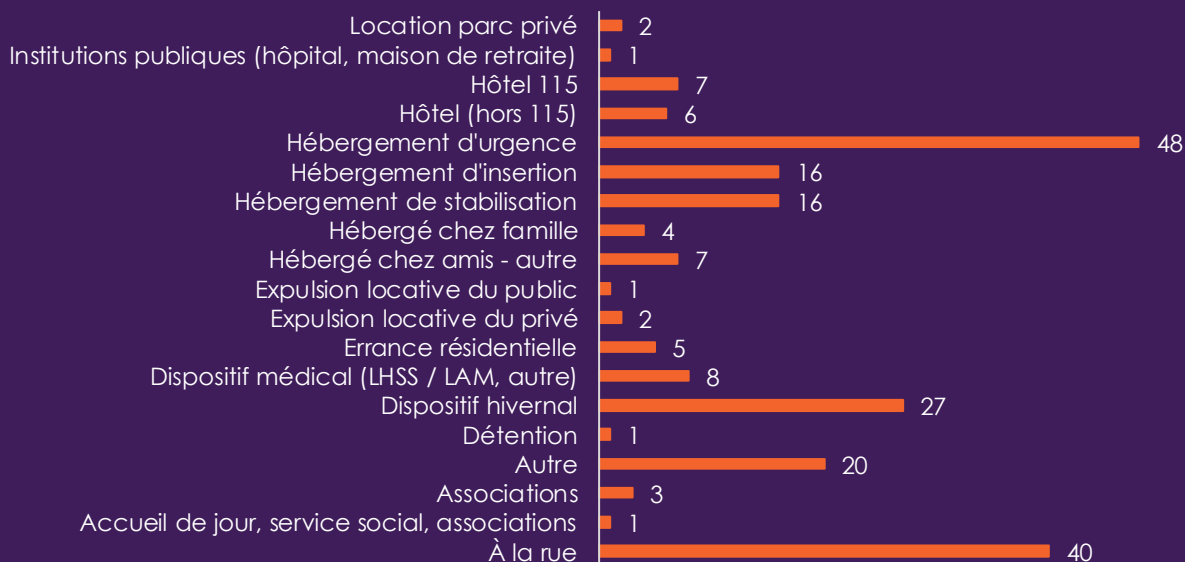 Location parc privé 2
Institutions publiques (hôpital, maison de retraite) 1
Hôtel 115 7
Hôtel (hors 115) 6
Hébergement d'urgence 48
Hébergement d'insertion 16
Hébergement de stabilisation 16
Hébergé chez famille 4
Hébergé chez amis - autre 7
Expulsion locative du public 1
Expulsion locative du privé 2
Errance résidentielle 5
Dispositif médical (LHSS / LAM, autre) 8
Dispositif hivernal 27
Détention 1
Autre 20
Associations 3
Accueil de jour, service social, associations 1
À la rue 40